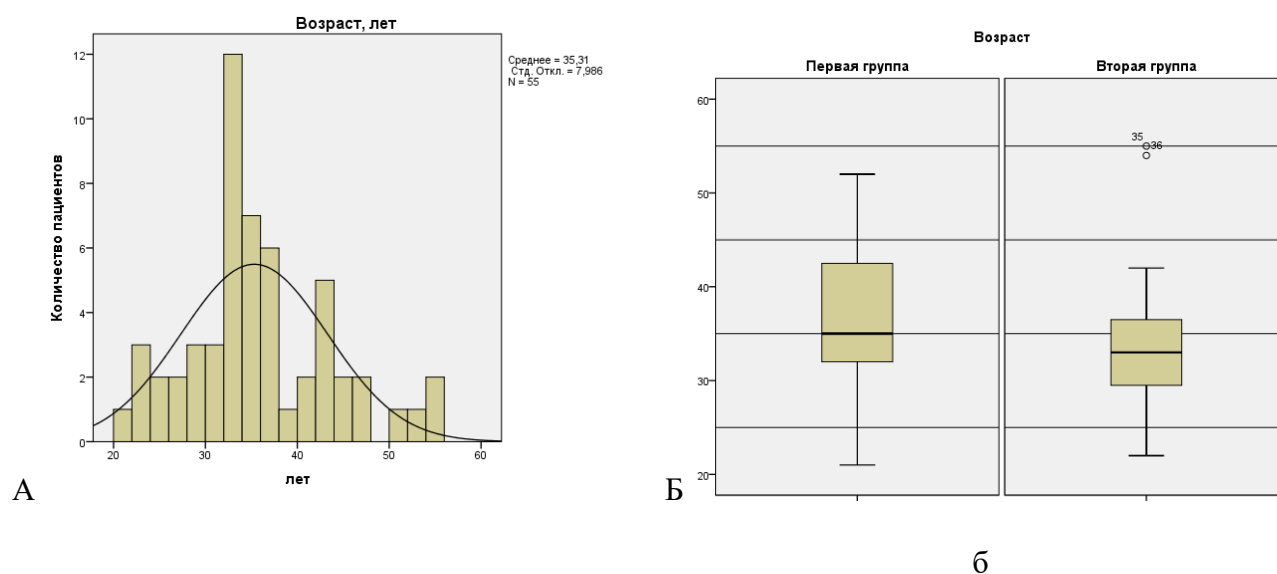 Возраст, лет
Среднее = 35,31
Стд. Откл. = 7,986
N = 55
Количество пациентов
12
10
8
6
4
2
0
20 30 40 50 60
лет
А
Возраст
Первая группа Вторая группа
60
50
40
30
20
35
36
Б
б